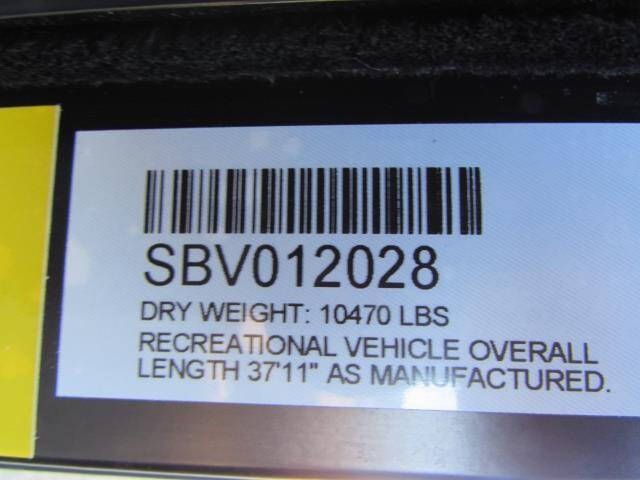 SBV012028
DRY WEIGHT: 10470 LBS
RECREATIONAL VEHICLE OVERALL
LENGTH 37'11" AS MANUFACTURED.